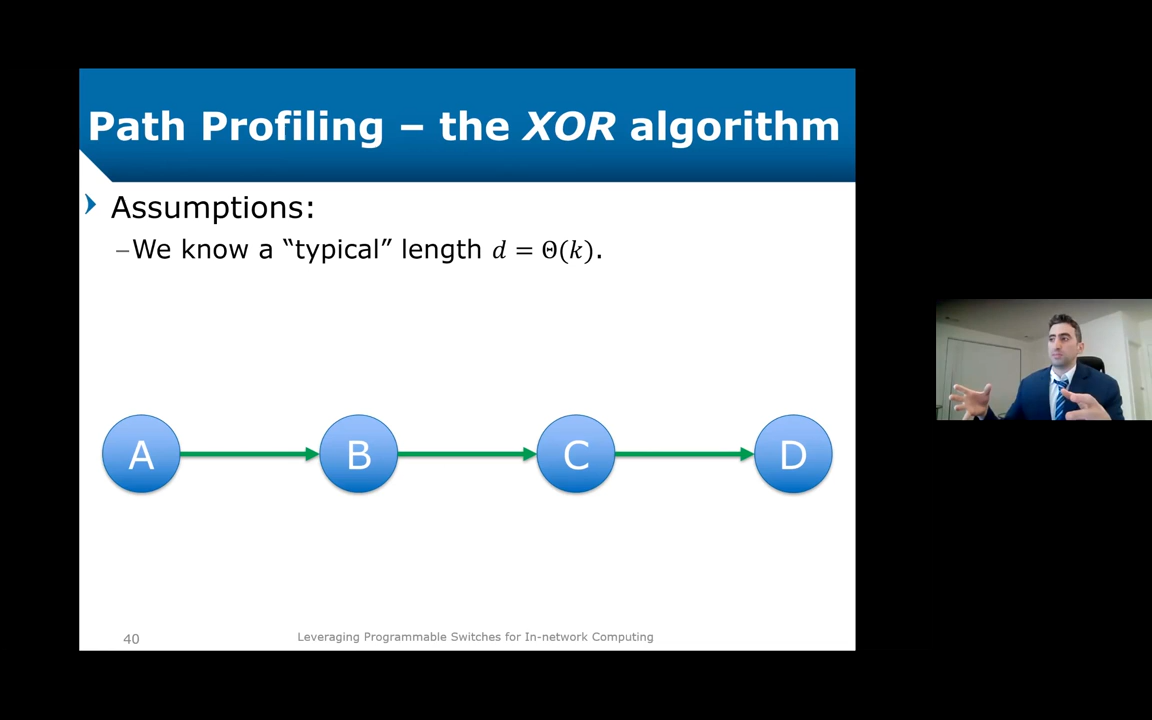 Path Profiling – the XOR algorithm
Assumptions:
–We know a “typical” length d = Θ(k).
A B C D
40 Leveraging Programmable Switches for In-network Computing